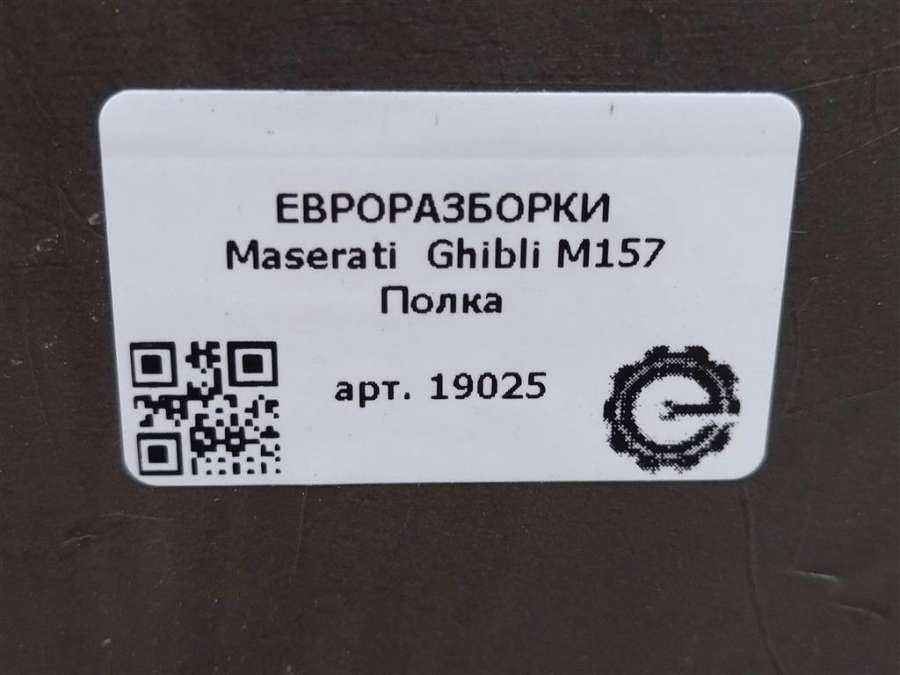 ЕВРОРАЗБОРКИ
Maserati Ghibli M157
Полка
арт. 19025